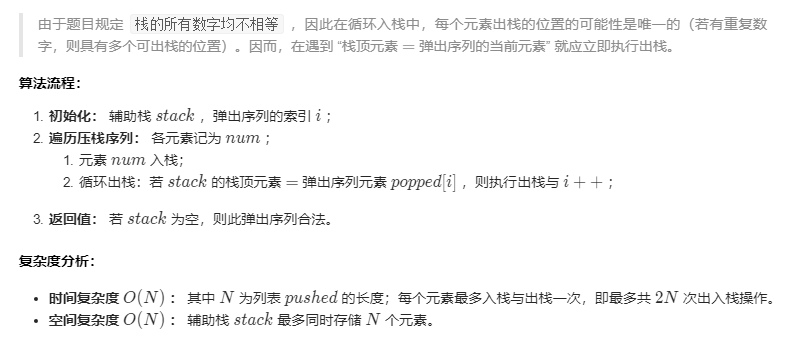 由于题目规定 栈的所有数字均不相等 ，因此在循环入栈中，每个元素出栈的位置的可能性是唯一的（若有重复数
字，则具有多个可出栈的位置）。因而，在遇到 “栈顶元素 = 弹出序列的当前元素” 就应立即执行出栈。
算法流程：
1. 初始化： 辅助栈 stack ，弹出序列的索引 i ；
2. 遍历压栈序列： 各元素记为 num ；
1. 元素 num 入栈；
2. 循环出栈：若 stack 的栈顶元素 = 弹出序列元素 popped[i] ，则执行出栈与 i + + ；
3. 返回值： 若 stack 为空，则此弹出序列合法。
复杂度分析：
• 时间复杂度 O(N) ： 其中 N 为列表 pushed 的长度；每个元素最多入栈与出栈一次，即最多共 2N 次出入栈操作。
• 空间复杂度 O(N) ： 辅助栈 stack 最多同时存储 N 个元素。